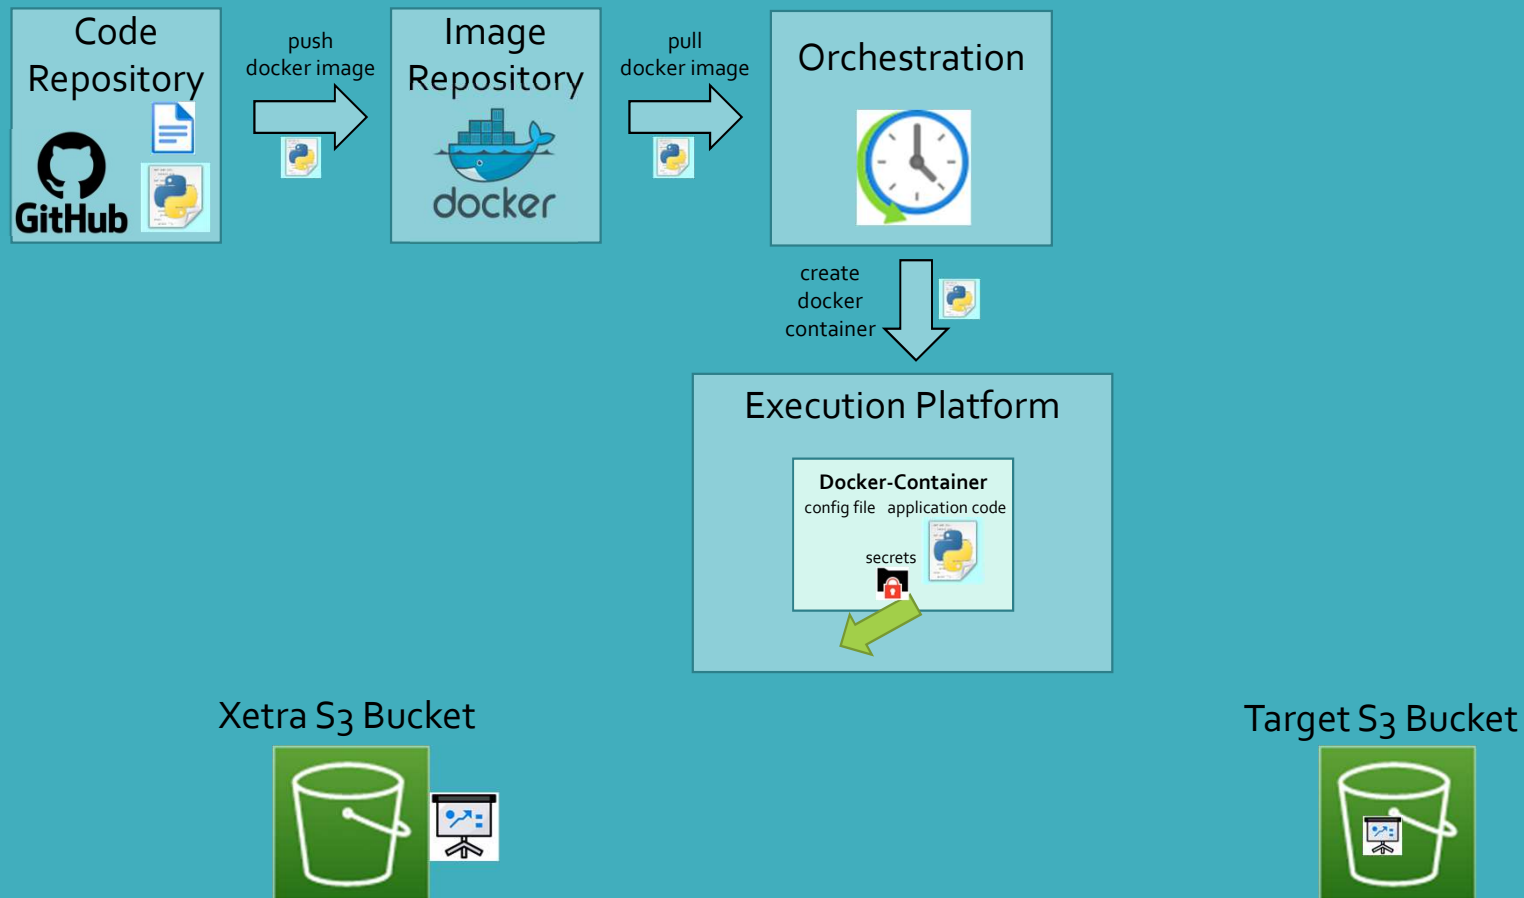 Code
Repository
GitHub
push
docker image
Image
Repository
docker
pull
docker image
Orchestration
create
docker
container
Execution Platform
Docker-Container
config file application code
secrets
Xetra S3 Bucket
Target S3 Bucket